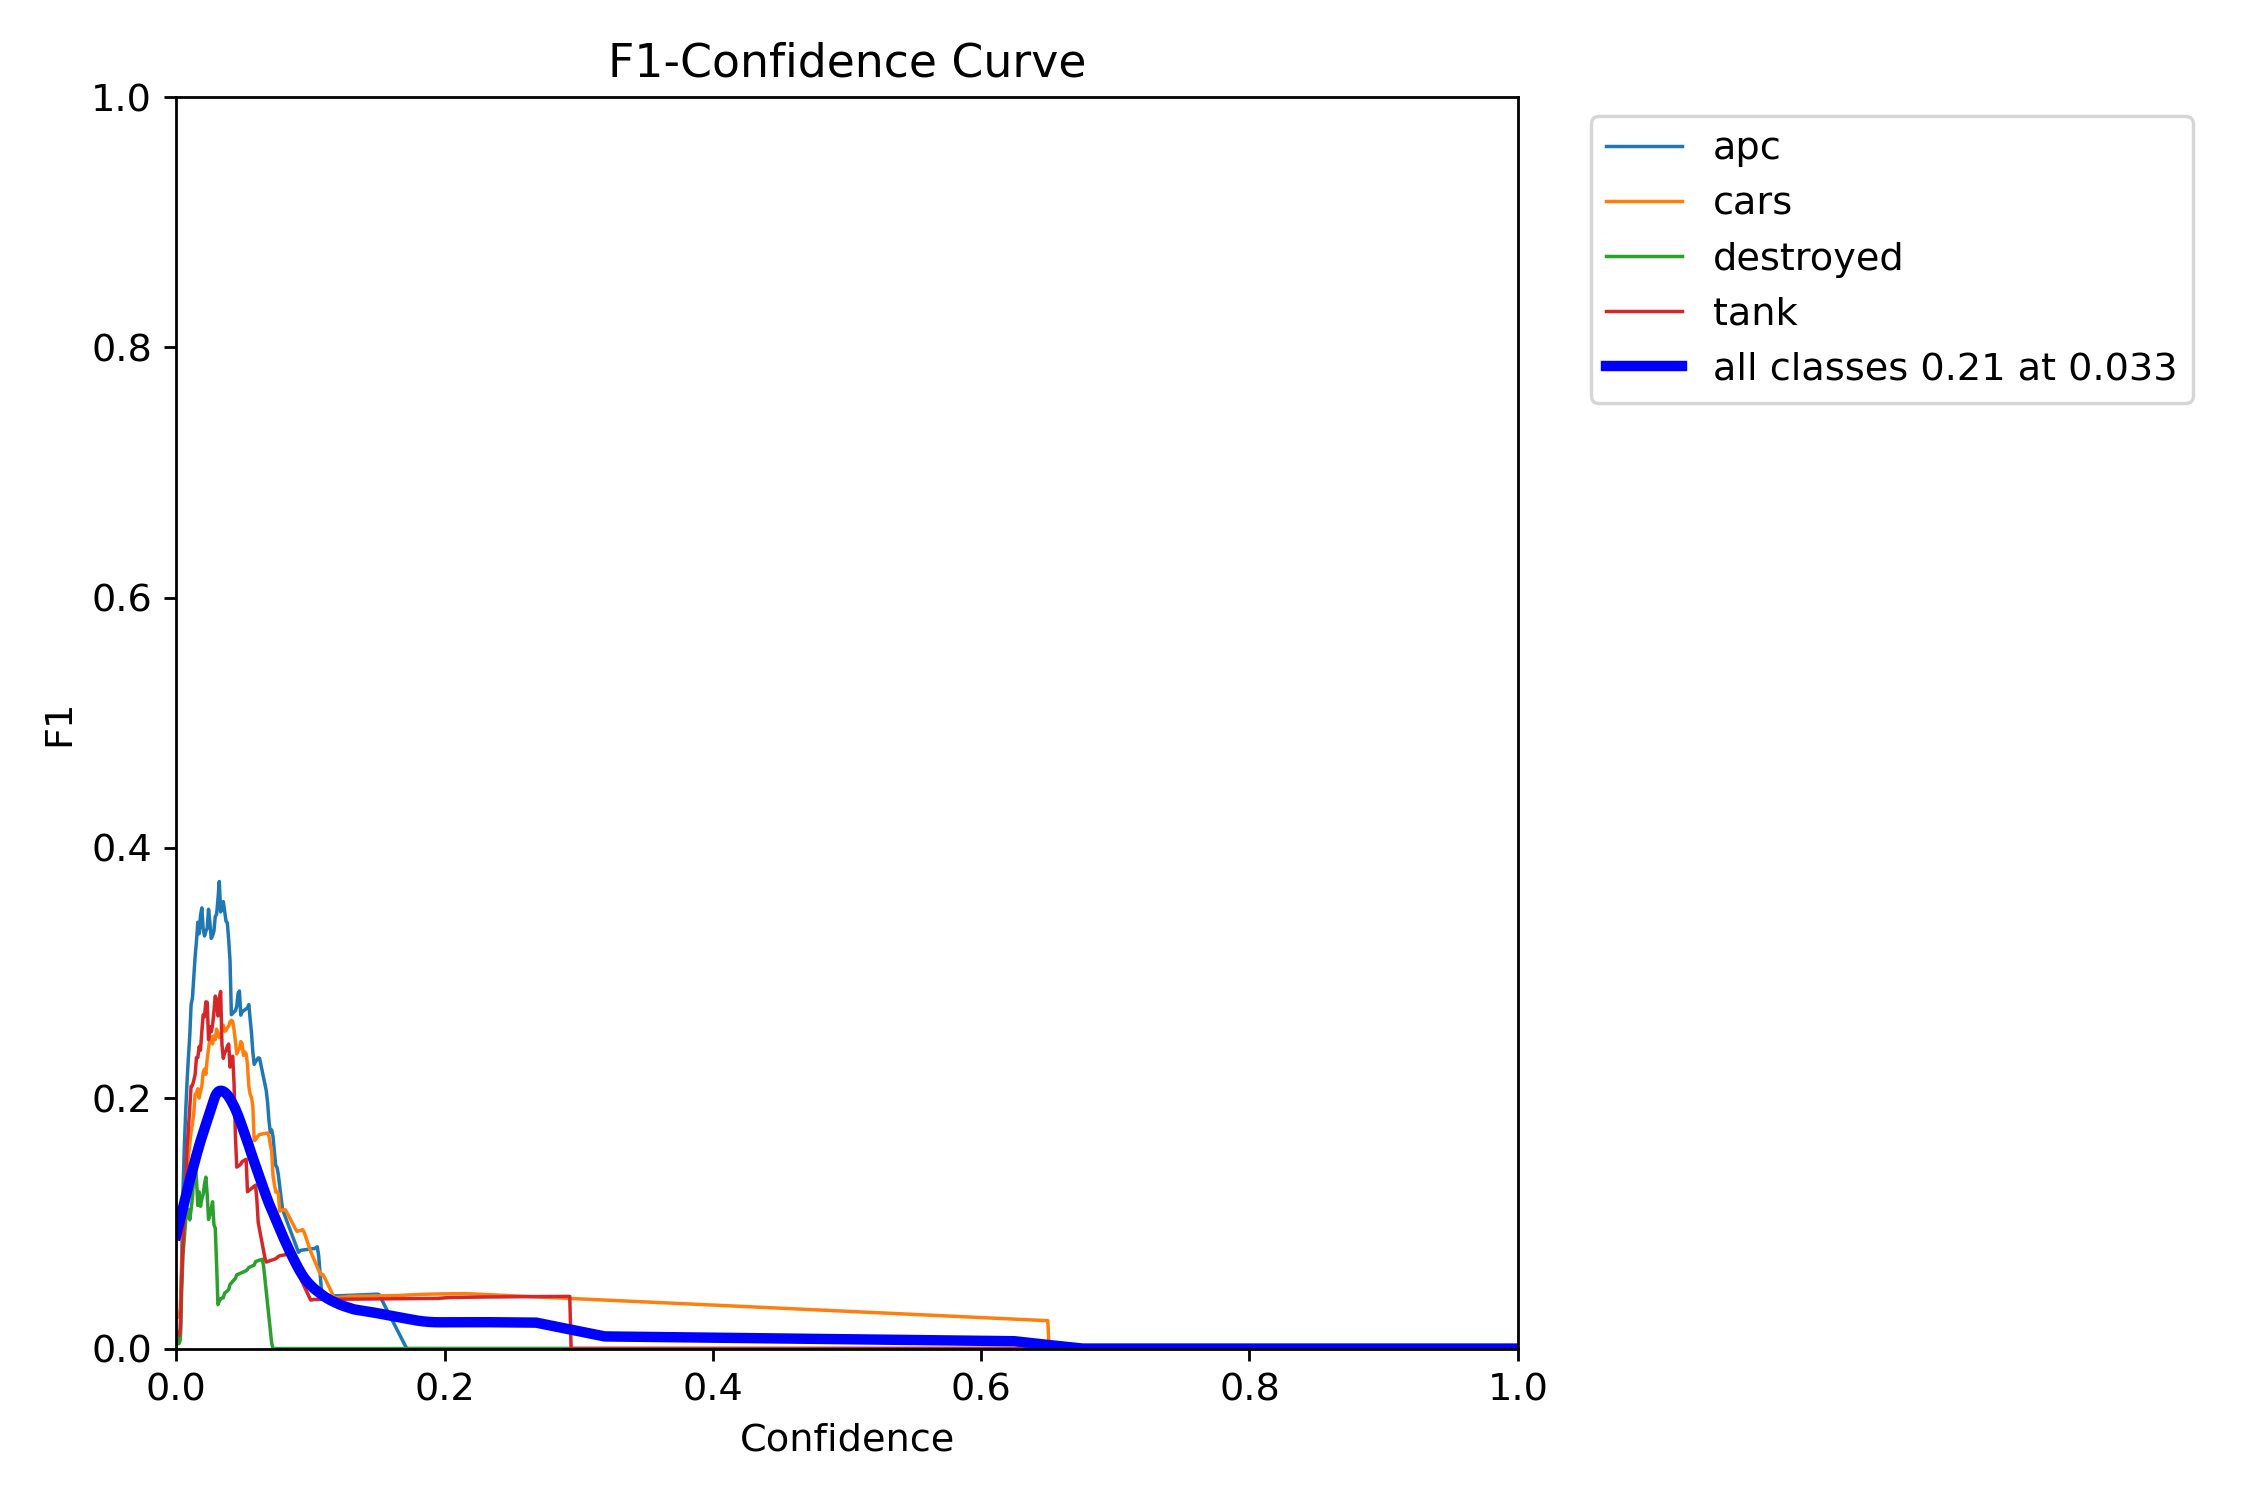 F1-Confidence Curve
1.0
0.8
0.6
0.4
0.2
0.0
F1
0.0 0.2 0.4 0.6 0.8 1.0
Confidence
apc
cars
destroyed
tank
all classes 0.21 at 0.033